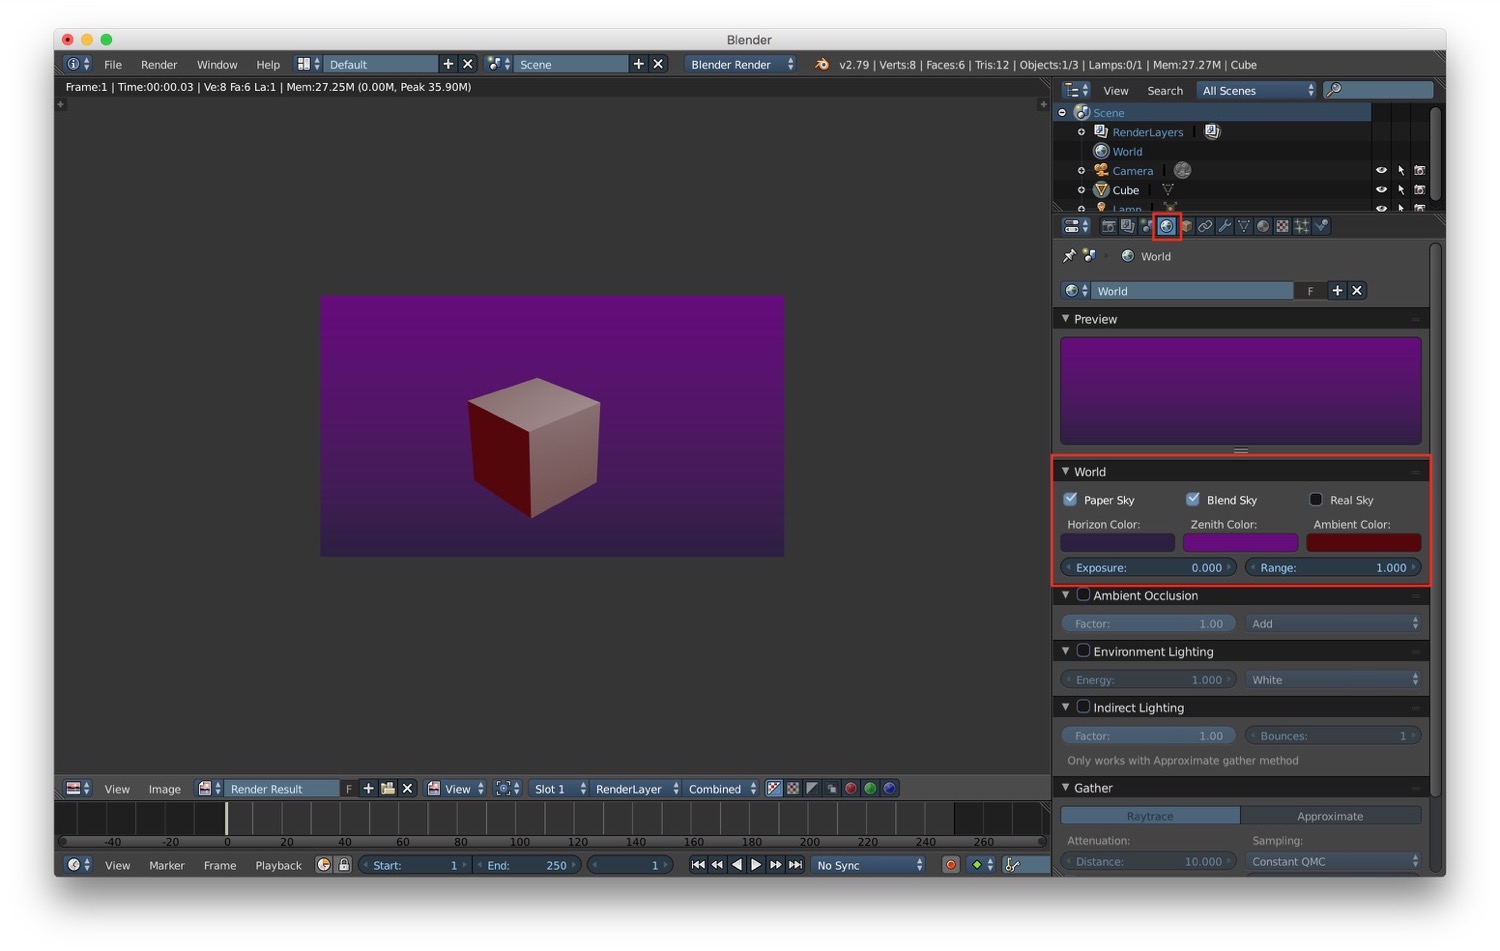 Blender
File Render Window Help Default Scene Blender Render v2.79 | Verts:8 | Faces:6 | Tris:12 | Objects:1/3 | Lamps:0/1 | Mem:27.27M | Cube
Frame:1 | Time:00:00.03 | Ve:8 Fa:6 La:1 | Mem:27.25M (0.00M, Peak 35.90M)
View Search All Scenes
Scene
RenderLayers
World
Camera
Cube
Lamp
World
World F
Preview
World
Paper Sky Blend Sky Real Sky
Horizon Color: Zenith Color: Ambient Color:
Exposure: 0.000 Range: 1.000
Ambient Occlusion
Factor: 1.00 Add
Environment Lighting
Energy: 1.000 White
Indirect Lighting
Factor: 1.00 Bounces: 1
Only works with Approximate gather method
Gather
Raytrace Approximate
Attenuation: Sampling:
Distance: 10.000 Constant QMC
View Image Render Result F View Slot 1 RenderLayer Combined
-40 -20 0 20 40 60 80 100 120 140 160 180 200 220 240 260
View Marker Frame Playback Start: 1 End: 250 1 No Sync